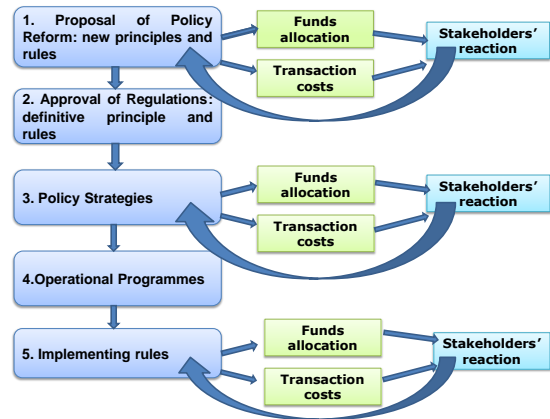 1. Proposal of Policy
Reform: new principles and
rules
Funds
allocation
Transaction
costs
Stakeholders'
reaction
2. Approval of Regulations:
definitive principle and
rules
3. Policy Strategies
Funds
allocation
Transaction
costs
Stakeholders'
reaction
4.Operational Programmes
5. Implementing rules
Funds
allocation
Transaction
costs
Stakeholders'
reaction